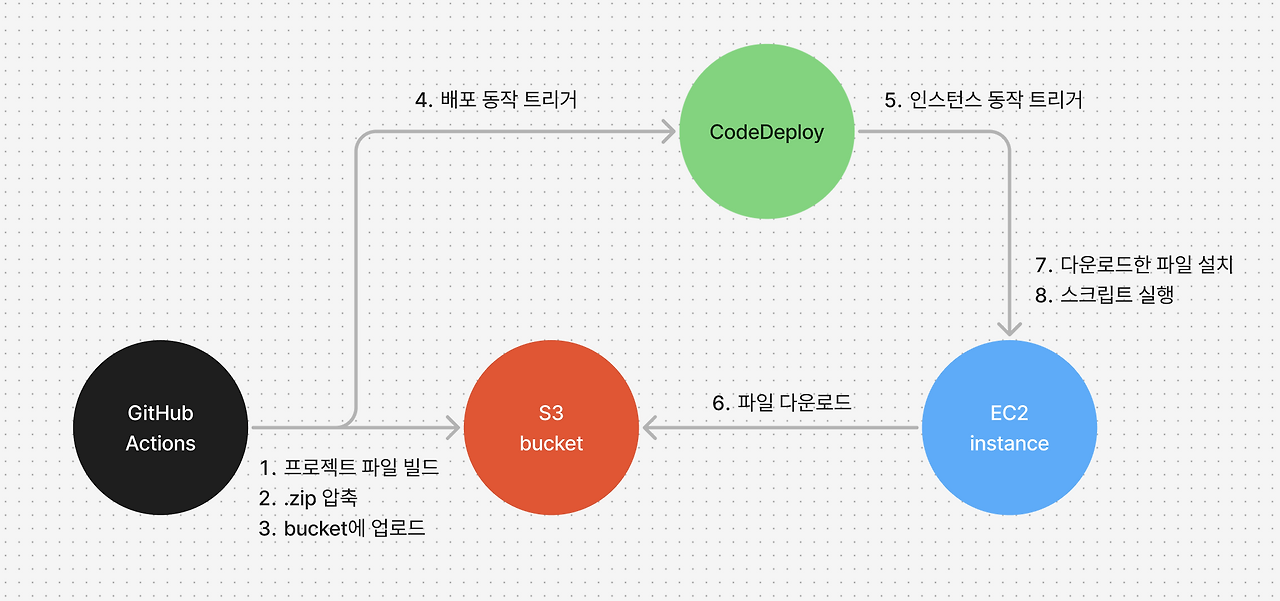 4. 배포 동작 트리거
CodeDeploy
5. 인스턴스 동작 트리거
7. 다운로드한 파일 설치
8. 스크립트 실행
GitHub
Actions
S3
bucket
6. 파일 다운로드
EC2
instance
1. 프로젝트 파일 빌드
2. .zip 압축
3. bucket에 업로드